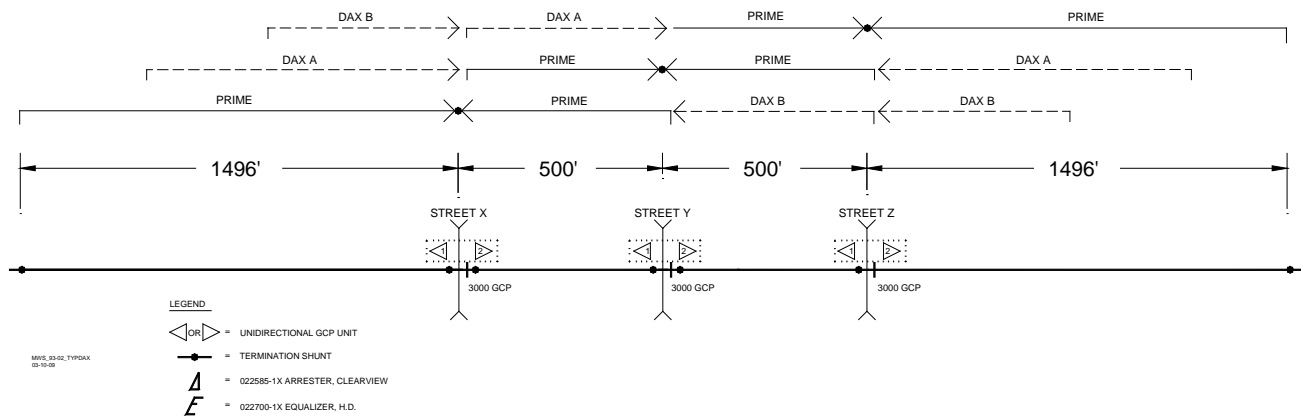 DAX B DAX A PRIME PRIME
DAX A PRIME PRIME DAX A
PRIME PRIME DAX B DAX B
1496' 500' 500' 1496'
STREET X STREET Y STREET Z
1 2 1 2 1 2
3000 GCP 3000 GCP 3000 GCP
LEGEND
OR = UNIDIRECTIONAL GCP UNIT
= TERMINATION SHUNT
= 022585-1X ARRESTER, CLEARVIEW
E = 022700-1X EQUALIZER, H.D.
MWS_93-02_TYPDAX
03-10-09